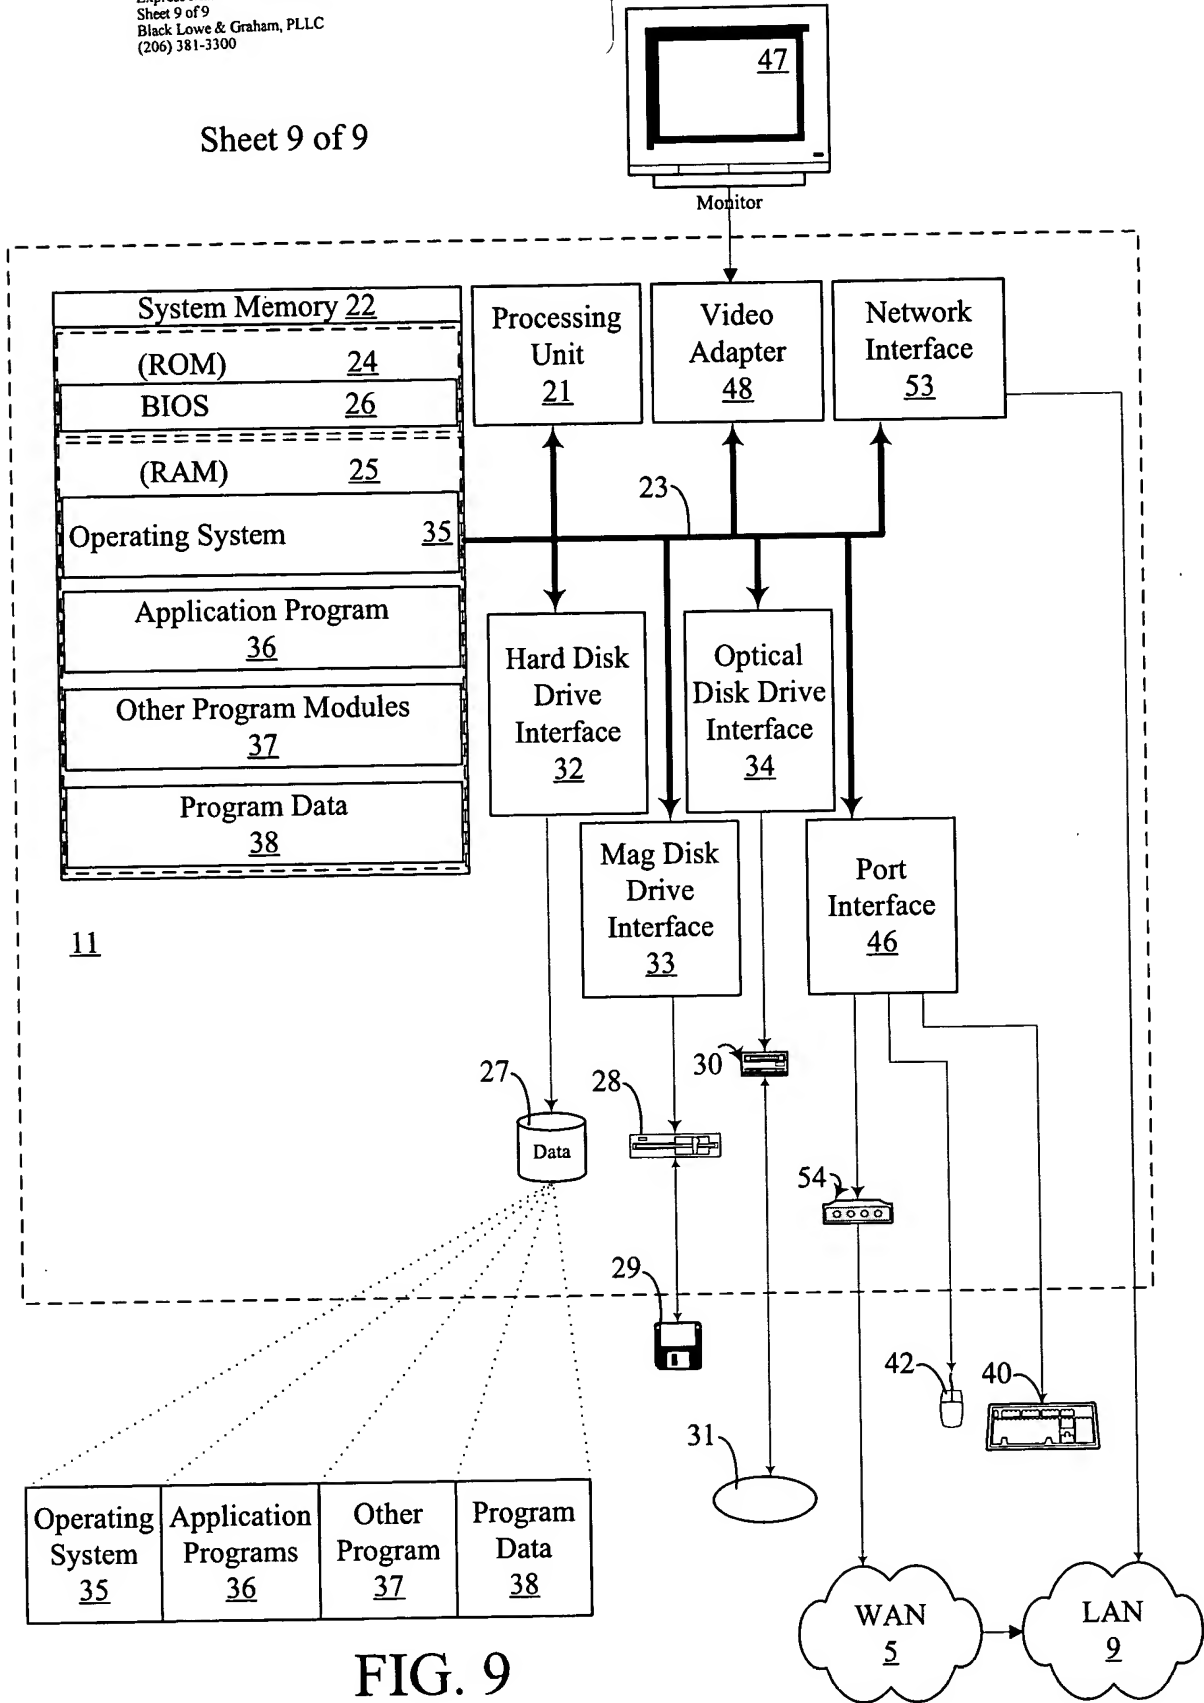 Sheet 9 of 9
Black Lowe & Graham, PLLC
(206) 381-3300
Sheet 9 of 9
47
Monitor
System Memory 22
(ROM) 24
BIOS 26
(RAM) 25
Operating System 35
Application Program
36
Other Program Modules
37
Program Data
38
Processing
Unit
21
Video
Adapter
48
Network
Interface
53
23
Hard Disk
Drive
Interface
32
Optical
Disk Drive
Interface
34
Mag Disk
Drive
Interface
33
Port
Interface
46
11
27
Data
28
30
54
29
42
40
31
Operating
System
35
Application
Programs
36
Other
Program
37
Program
Data
38
WAN
5
LAN
9
FIG. 9